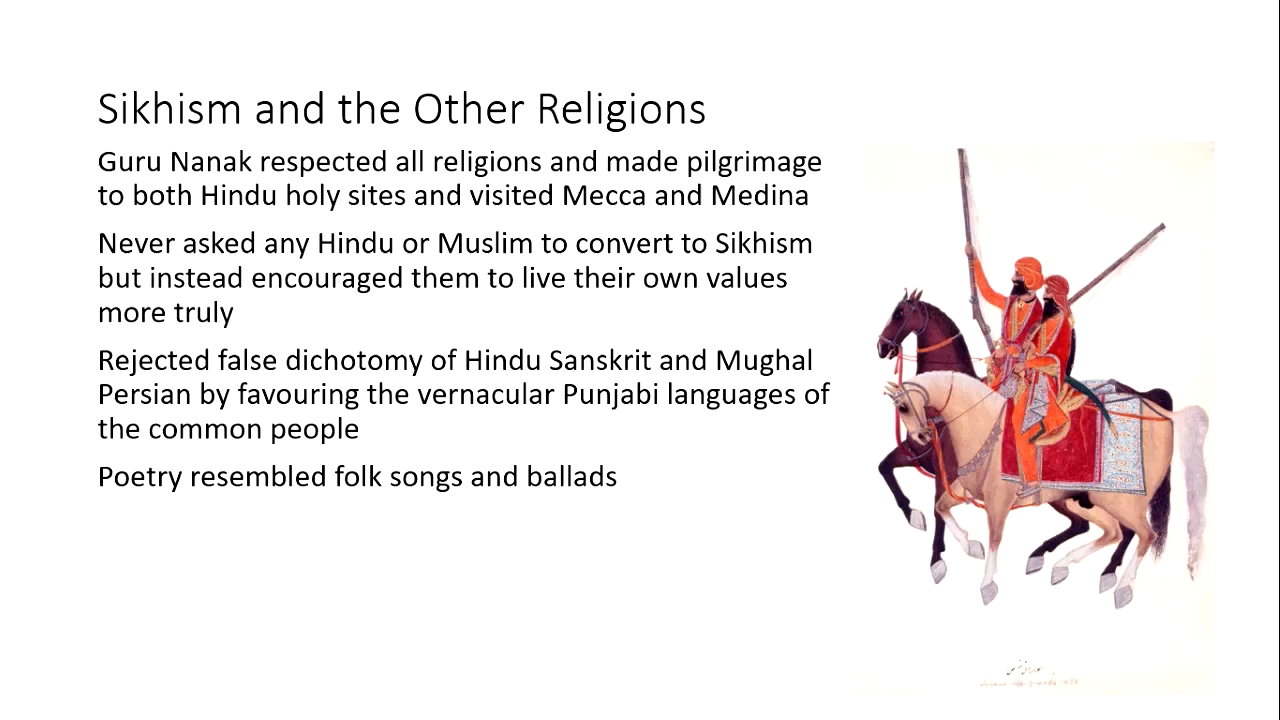 Sikhism and the Other Religions
Guru Nanak respected all religions and made pilgrimage
to both Hindu holy sites and visited Mecca and Medina
Never asked any Hindu or Muslim to convert to Sikhism
but instead encouraged them to live their own values
more truly
Rejected false dichotomy of Hindu Sanskrit and Mughal
Persian by favouring the vernacular Punjabi languages of
the common people
Poetry resembled folk songs and ballads